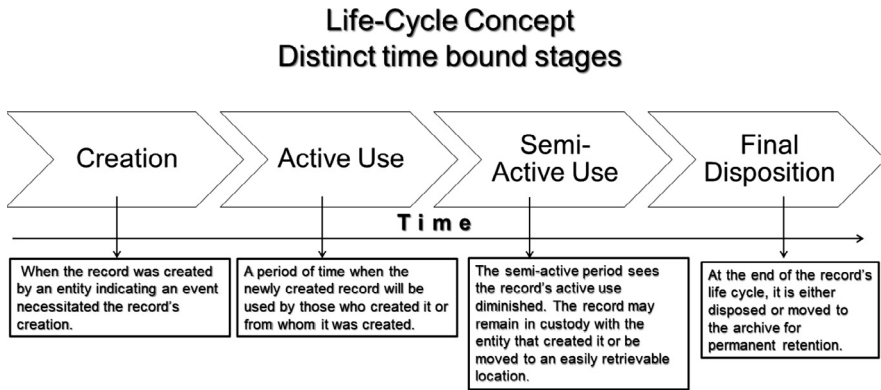 Life-Cycle Concept
Distinct time bound stages
Creation
Active Use
Semi-
Active Use
Final
Disposition
Time
When the record was created
by an entity indicating an event
necessitated the record's
creation.
A period of time when the
newly created record will be
used by those who created it or
from whom it was created.
The semi-active period sees
the record's active use
diminished. The record may
remain in custody with the
entity that created it or be
moved to an easily retrievable
location.
At the end of the record's
life cycle, it is either
disposed or moved to
the archive for
permanent retention.